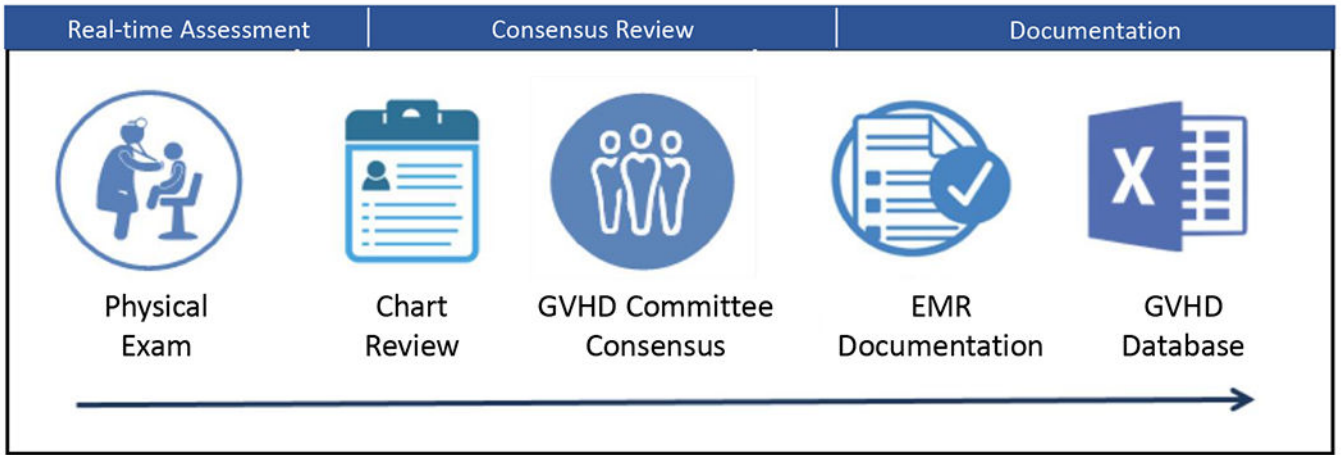 Real-time Assessment
Consensus Review
Documentation
X
Physical
Exam
Chart
Review
GVHD Committee
Consensus
EMR
Documentation
GVHD
Database